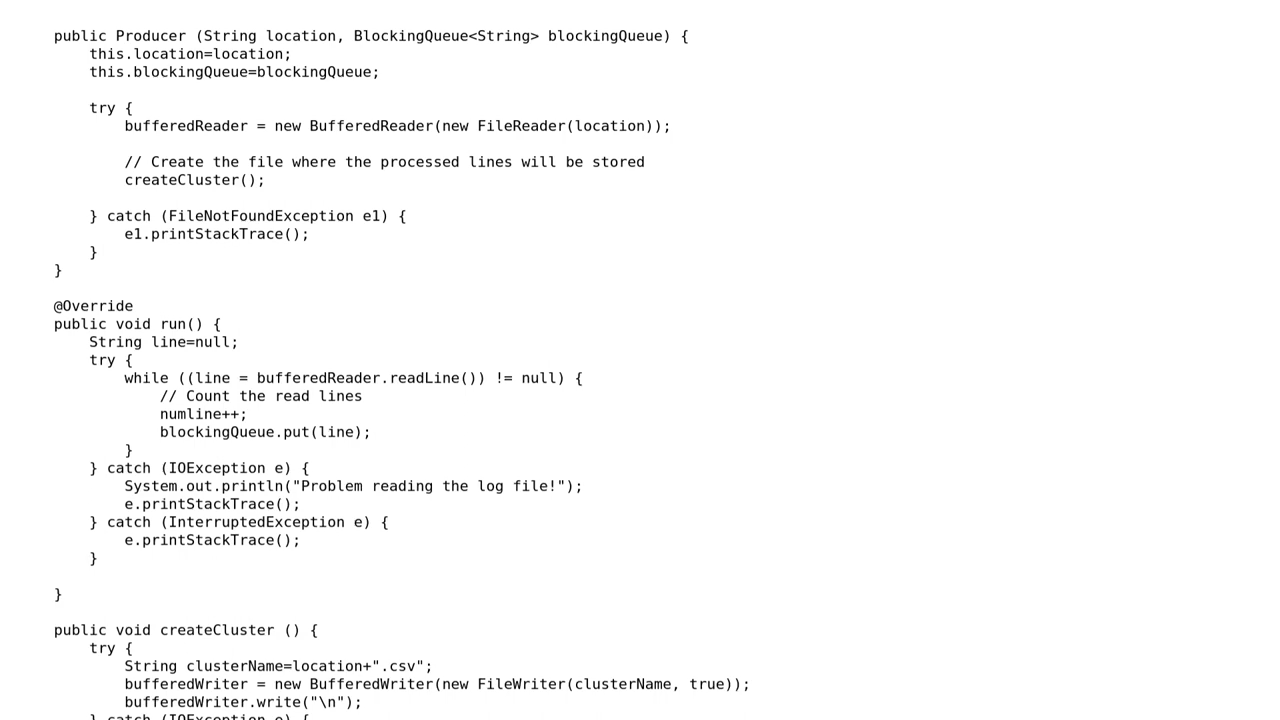 public Producer (String location, BlockingQueue<String> blockingQueue) {
    this.location=location;
    this.blockingQueue=blockingQueue;

    try {
        bufferedReader = new BufferedReader(new FileReader(location));

        // Create the file where the processed lines will be stored
        createCluster();

    } catch (FileNotFoundException e1) {
        e1.printStackTrace();
    }
}

@Override
public void run() {
    String line=null;
    try {
        while ((line = bufferedReader.readLine()) != null) {
            // Count the read lines
            numline++;
            blockingQueue.put(line);
        }
    } catch (IOException e) {
        System.out.println("Problem reading the log file!");
        e.printStackTrace();
    } catch (InterruptedException e) {
        e.printStackTrace();
    }

}

public void createCluster () {
    try {
        String clusterName=location+".csv";
        bufferedWriter = new BufferedWriter(new FileWriter(clusterName, true));
        bufferedWriter.write("\n");
    } catch (IOException e) {